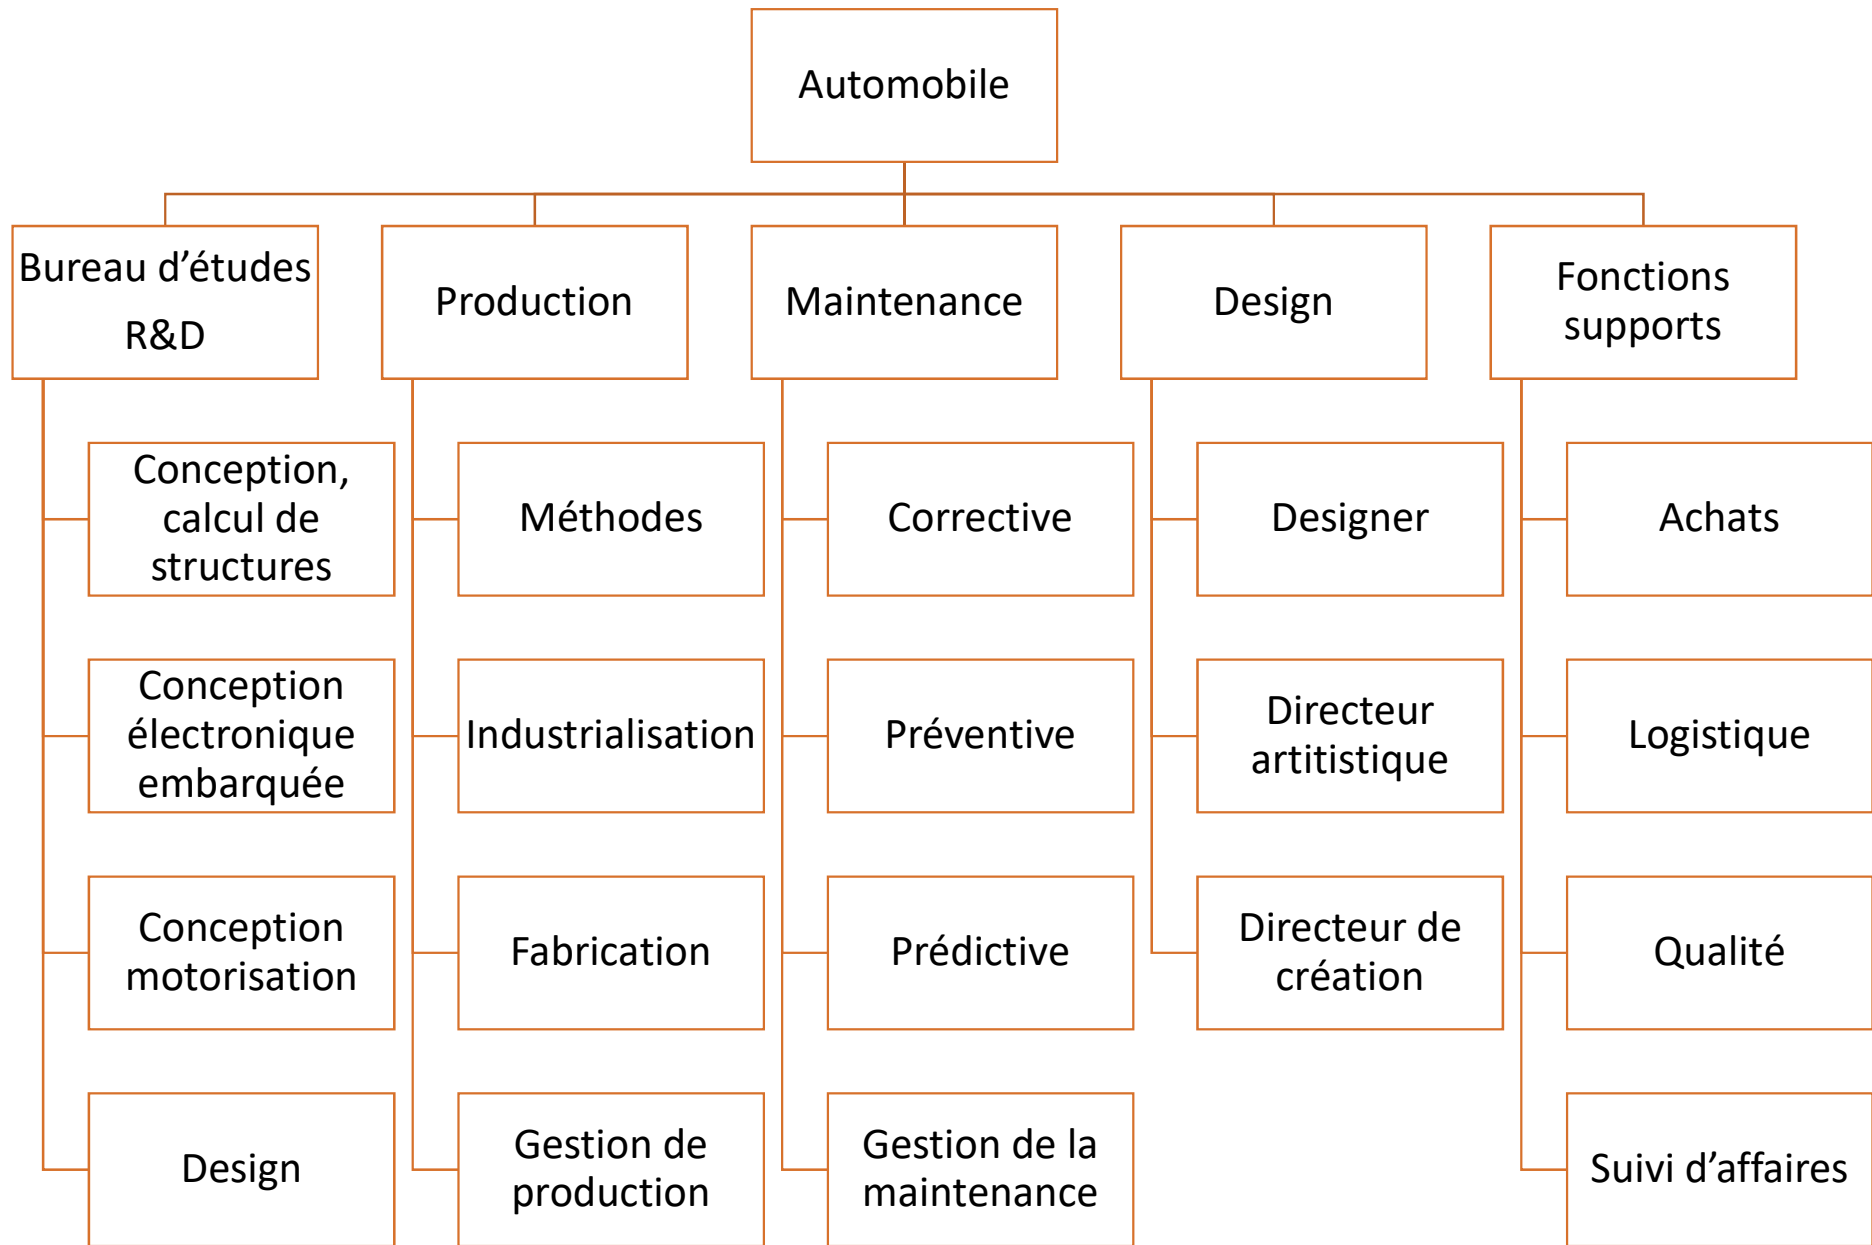 Automobile
Bureau d’études
R&D
Production
Maintenance
Design
Fonctions
supports
Conception,
calcul de
structures
Méthodes
Corrective
Designer
Achats
Conception
électronique
embarquée
Industrialisation
Préventive
Directeur
artitistique
Logistique
Conception
motorisation
Fabrication
Prédictive
Directeur de
création
Qualité
Design
Gestion de
production
Gestion de la
maintenance
Suivi d’affaires